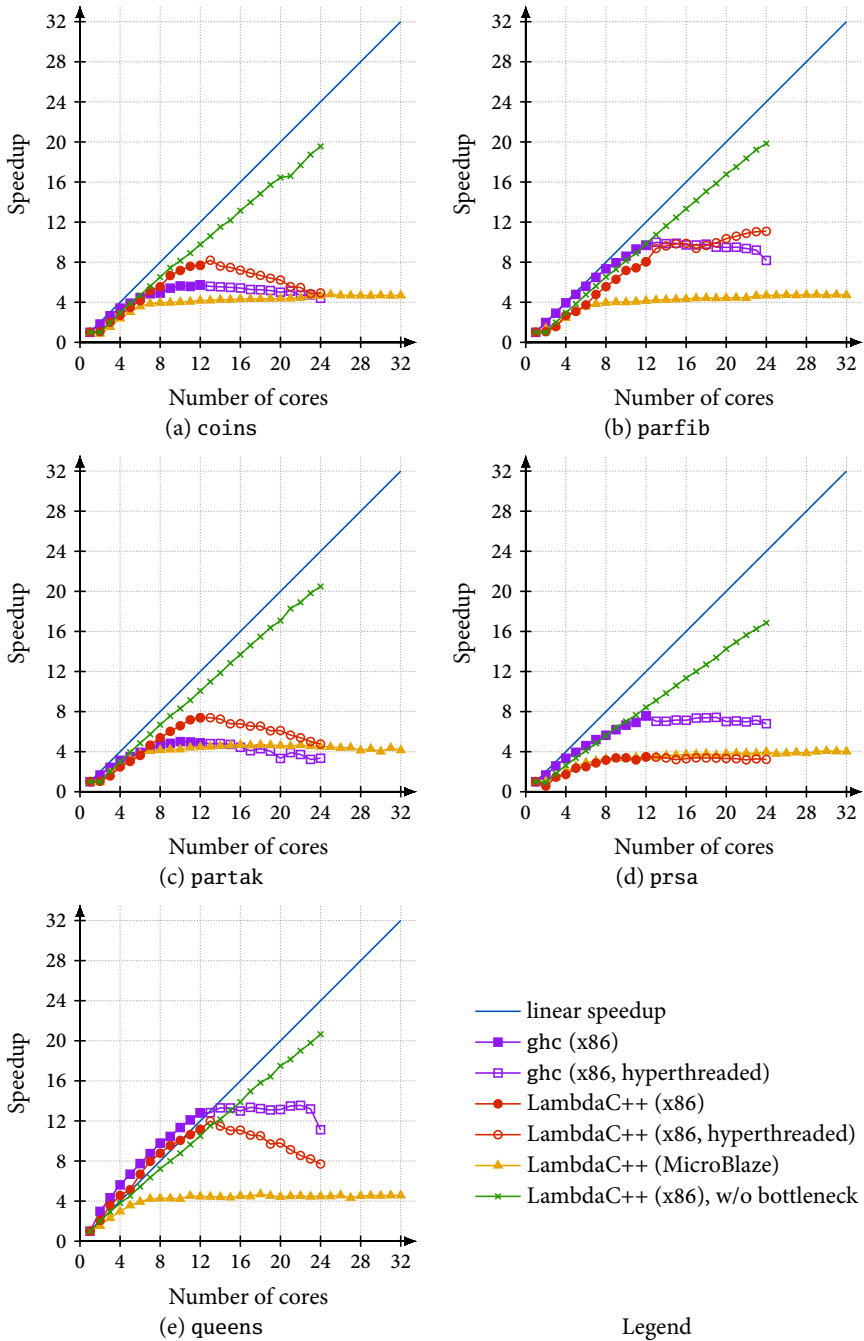 32
28
24
20
16
12
8
4
0
Speedup
0 4 8 12 16 20 24 28 32
Number of cores
(a) coins
32
28
24
20
16
12
8
4
0
Speedup
0 4 8 12 16 20 24 28 32
Number of cores
(b) parfib
32
28
24
20
16
12
8
4
0
Speedup
0 4 8 12 16 20 24 28 32
Number of cores
(c) partak
32
28
24
20
16
12
8
4
0
Speedup
0 4 8 12 16 20 24 28 32
Number of cores
(d) prsa
32
28
24
20
16
12
8
4
0
Speedup
0 4 8 12 16 20 24 28 32
Number of cores
(e) queens
linear speedup
ghc (x86)
ghc (x86, hyperthreaded)
LambdaC++ (x86)
LambdaC++ (x86, hyperthreaded)
LambdaC++ (MicroBlaze)
LambdaC++ (x86), w/o bottleneck
Legend